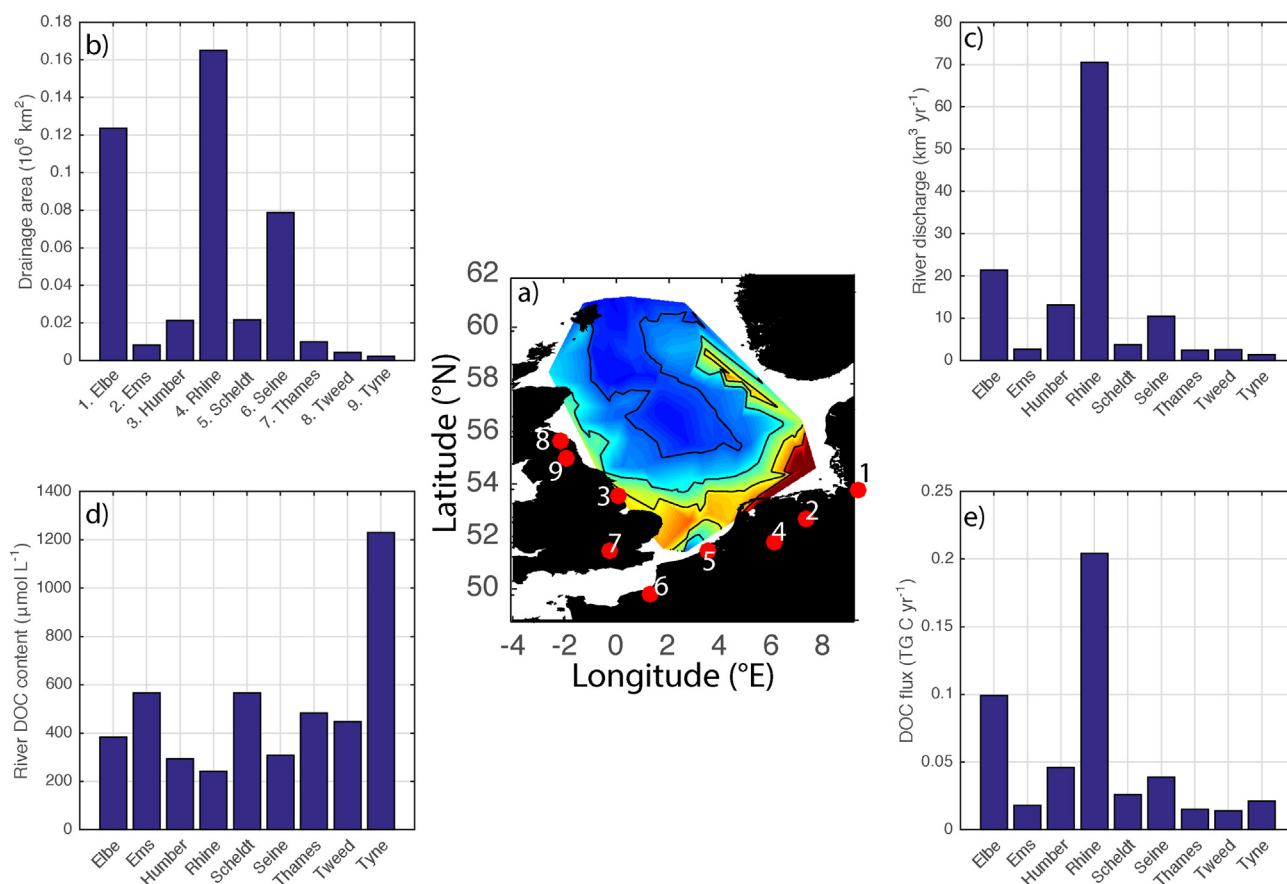 b)
Drainage area (10⁶ km²)
0.18
0.16
0.14
0.12
0.1
0.08
0.06
0.04
0.02
0
1. Elbe
2. Ems
3. Humber
4. Rhine
5. Scheldt
6. Seine
7. Thames
8. Tweed
9. Tyne
c)
River discharge (km³ yr⁻¹)
80
70
60
50
40
30
20
10
0
Elbe
Ems
Humber
Rhine
Scheldt
Seine
Thames
Tweed
Tyne
a)
Latitude (°N)
62
60
58
56
54
52
50
8
9
3
7
6
5
4
2
1
-4
-2
0
2
4
6
8
Longitude (°E)
d)
River DOC content (µmol L⁻¹)
1400
1200
1000
800
600
400
200
0
Elbe
Ems
Humber
Rhine
Scheldt
Seine
Thames
Tweed
Tyne
e)
DOC flux (TG C yr⁻¹)
0.25
0.2
0.15
0.1
0.05
0
Elbe
Ems
Humber
Rhine
Scheldt
Seine
Thames
Tweed
Tyne